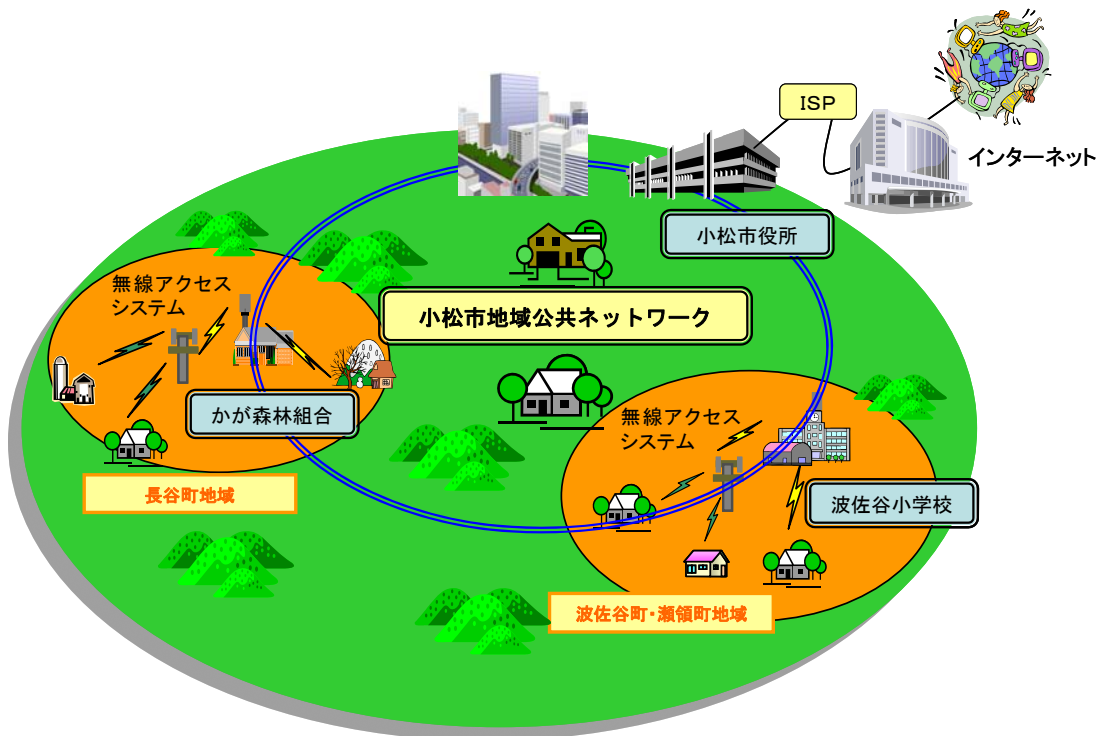 ISP
インターネット
小松市役所
無線アクセス
システム
小松市地域公共ネットワーク
かが森林組合
無線アクセス
システム
長谷町地域
波佐谷小学校
波佐谷町・瀬領町地域